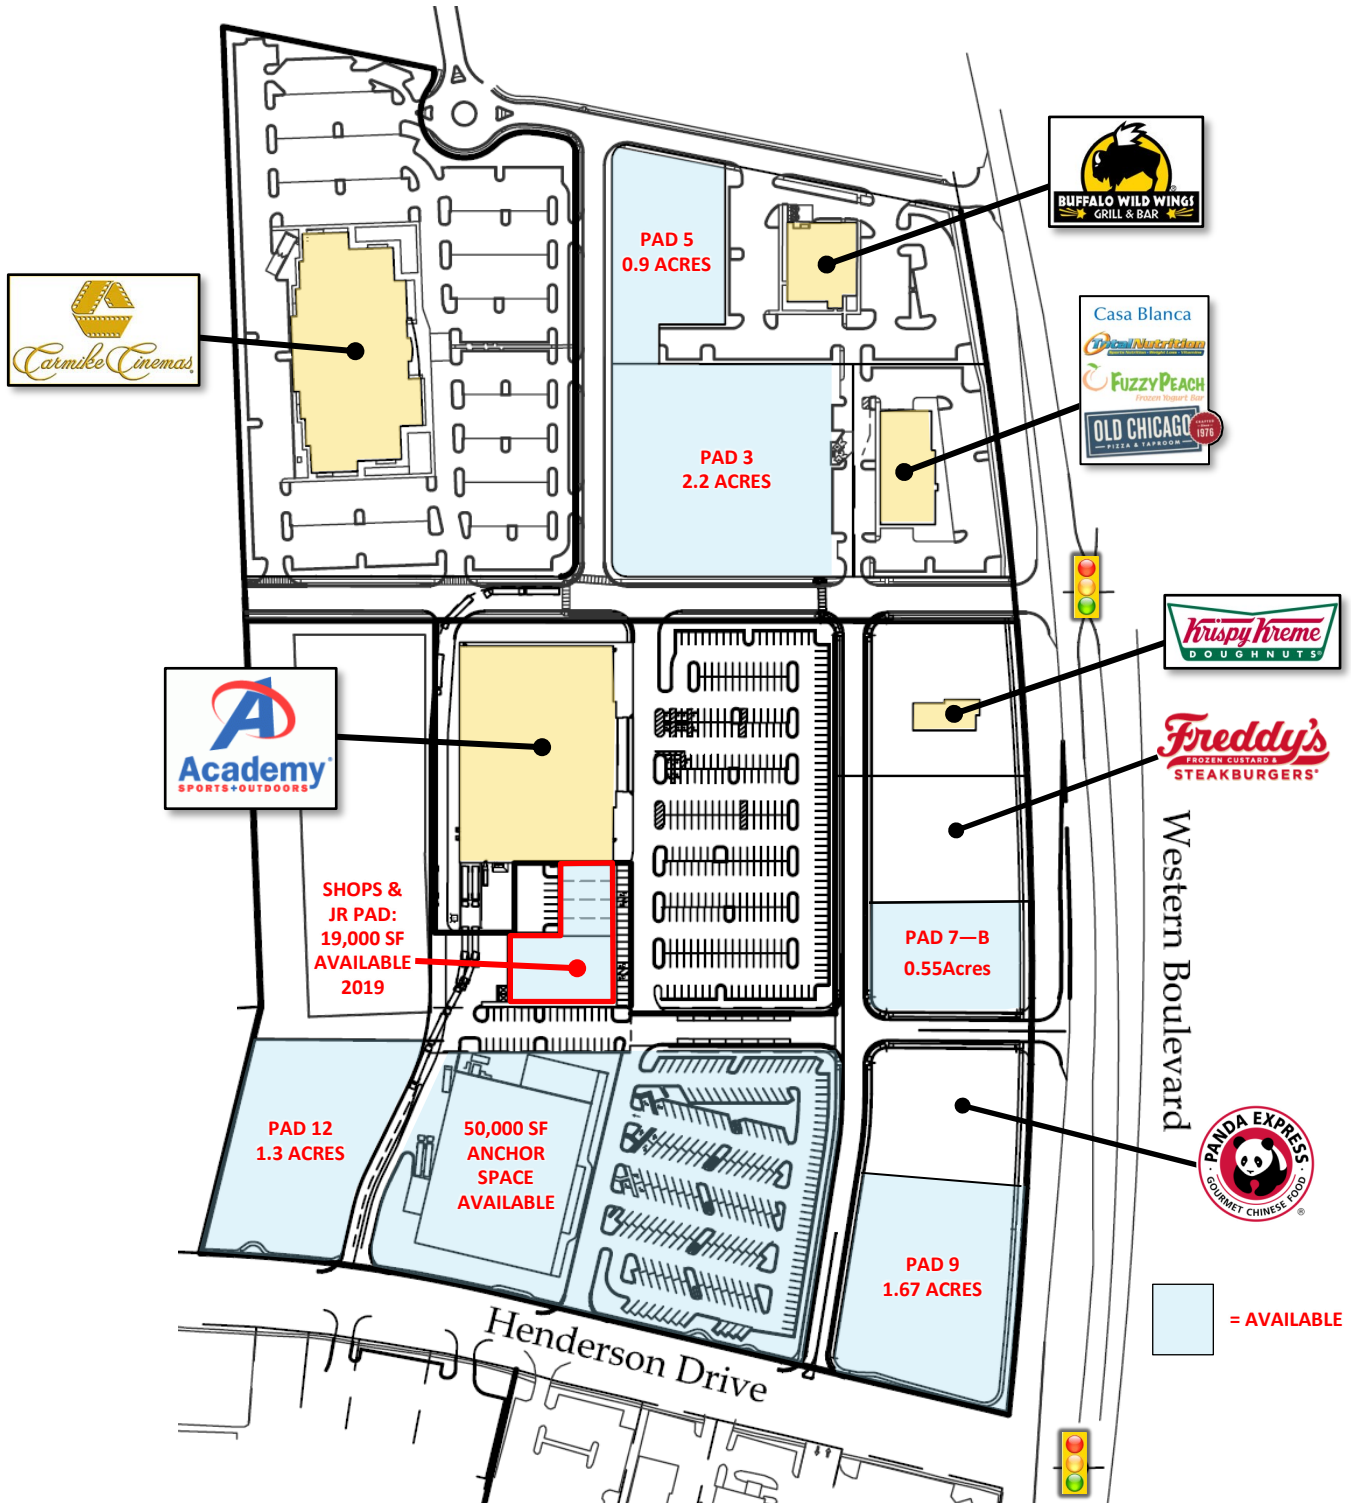 BUFFALO WILD WINGS
GRILL & BAR
PAD 5
0.9 ACRES
Carmike Cinemas
Casa Blanca
Total Nutrition
FUZZY PEACH
Frozen Yogurt Bar
OLD CHICAGO
PIZZA & TAPROOM
CRAFTED
1976
PAD 3
2.2 ACRES
Krispy Kreme
DOUGHNUTS®
Academy
SPORTS+OUTDOORS
Freddy's
FROZEN CUSTARD &
STEAKBURGERS®
Western Boulevard
SHOPS &
JR PAD:
19,000 SF
AVAILABLE
2019
PAD 7—B
0.55Acres
PAD 12
1.3 ACRES
50,000 SF
ANCHOR
SPACE
AVAILABLE
PANDA EXPRESS
GOURMET CHINESE FOOD
®
PAD 9
1.67 ACRES
= AVAILABLE
Henderson Drive